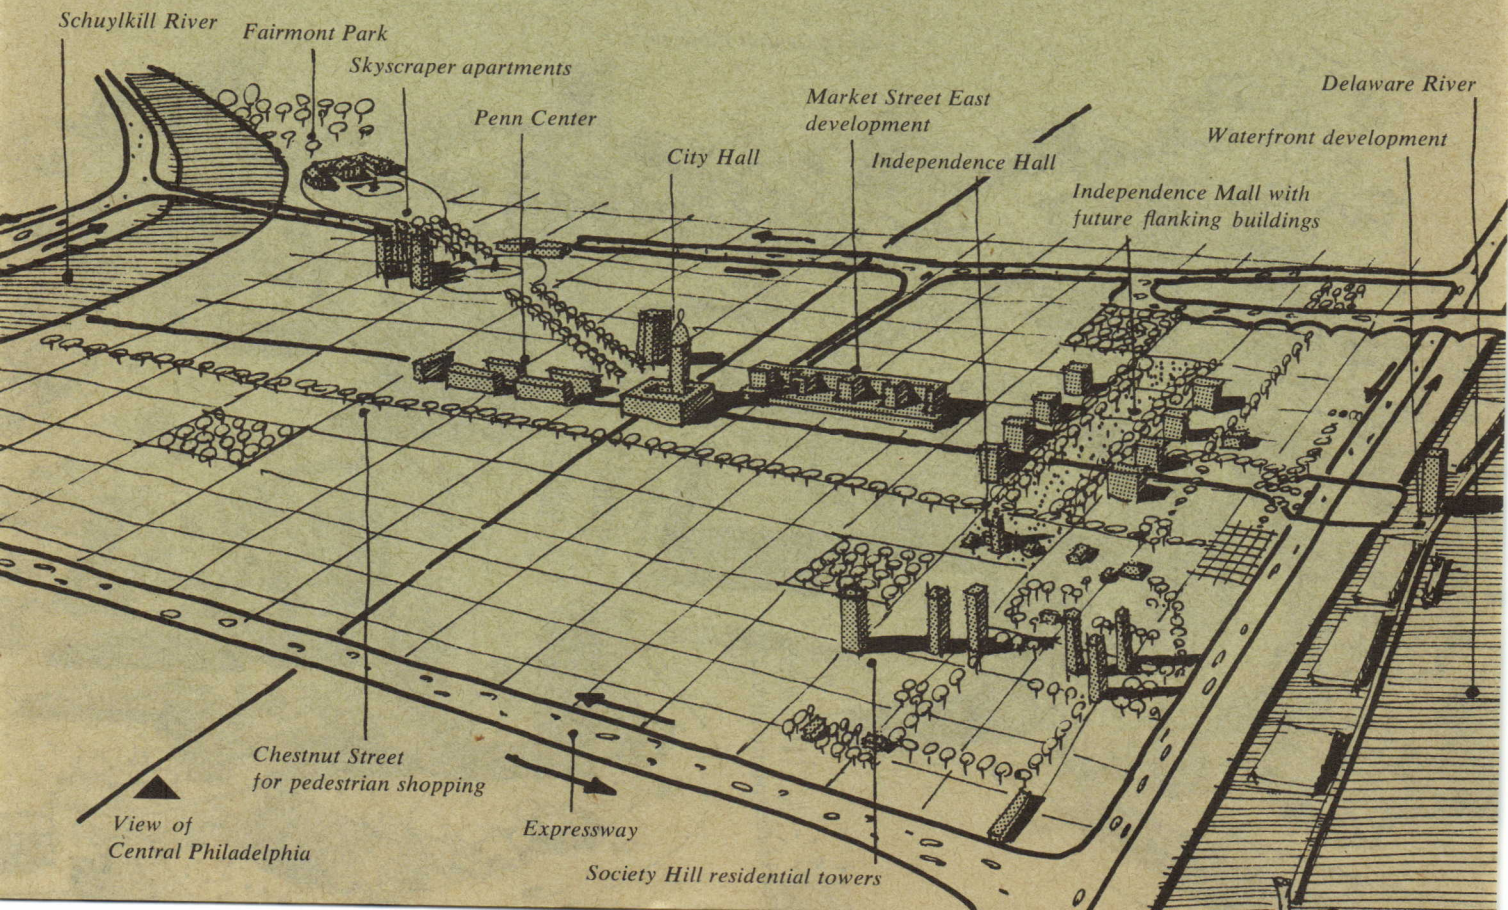 Schuylkill River
Fairmont Park
Skyscraper apartments
Penn Center
City Hall
Market Street East
development
Independence Hall
Delaware River
Waterfront development
Independence Mall with
future flanking buildings
Chestnut Street
for pedestrian shopping
View of
Central Philadelphia
Expressway
Society Hill residential towers